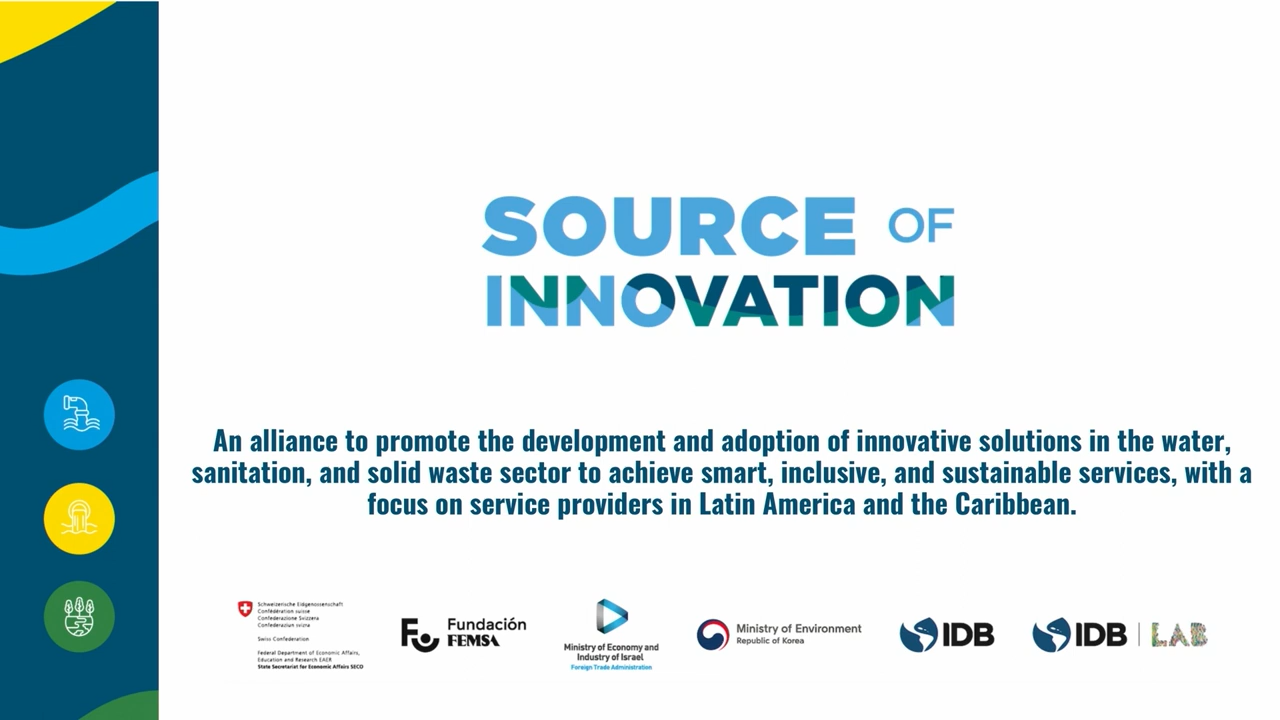 SOURCE OF
INNOVATION
An alliance to promote the development and adoption of innovative solutions in the water,
sanitation, and solid waste sector to achieve smart, inclusive, and sustainable services, with a
focus on service providers in Latin America and the Caribbean.
Schweizerische Eidgenossenschaft
Confédération suisse
Confederazione Svizzera
Confederaziun svizra
Swiss Confederation
Federal Department of Economic Affairs,
Education and Research EAER
State Secretariat for Economic Affairs SECO
Fundación
FEMSA
Ministry of Economy and
Industry of Israel
Foreign Trade Administration
Ministry of Environment
Republic of Korea
IDB
IDB | LAB